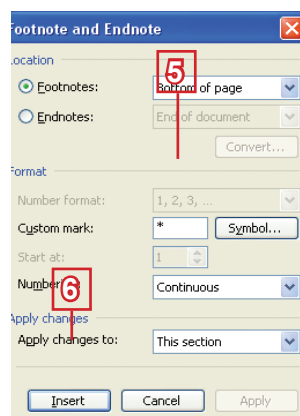 Footnote and Endnote
Location
Footnotes: Bottom of page
5
Endnotes: End of document
Convert...
Format
Number format: 1, 2, 3, ...
Custom mark: * Symbol...
Start at: 1
Continuous
6
Apply changes
Apply changes to: This section
Insert Cancel Apply